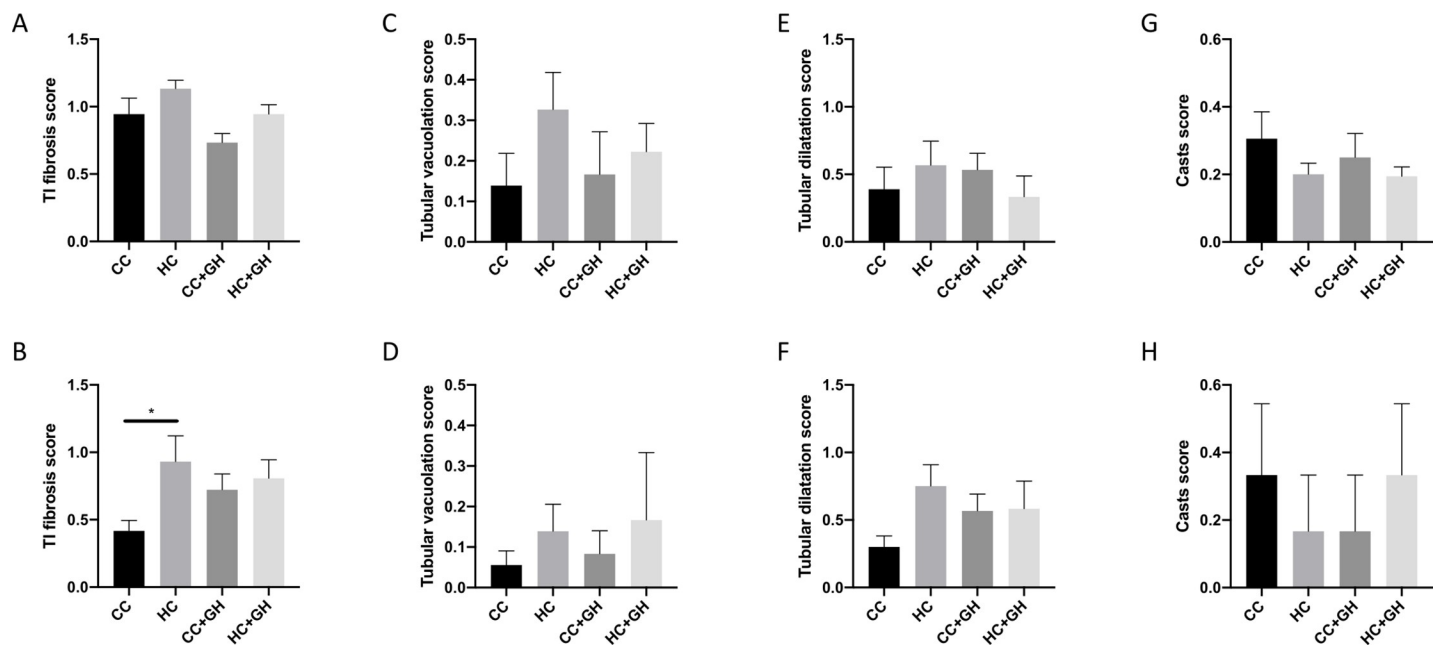 A
TI fibrosis score
1.5
1.0
0.5
0.0
CC
HC
CC+GH
HC+GH
C
Tubular vacuolation score
0.5
0.4
0.3
0.2
0.1
0.0
CC
HC
CC+GH
HC+GH
E
Tubular dilatation score
1.5
1.0
0.5
0.0
CC
HC
CC+GH
HC+GH
G
Casts score
0.6
0.4
0.2
0.0
CC
HC
CC+GH
HC+GH
B
TI fibrosis score
1.5
1.0
0.5
0.0
*
CC
HC
CC+GH
HC+GH
D
Tubular vacuolation score
0.5
0.4
0.3
0.2
0.1
0.0
CC
HC
CC+GH
HC+GH
F
Tubular dilatation score
1.5
1.0
0.5
0.0
CC
HC
CC+GH
HC+GH
H
Casts score
0.6
0.4
0.2
0.0
CC
HC
CC+GH
HC+GH